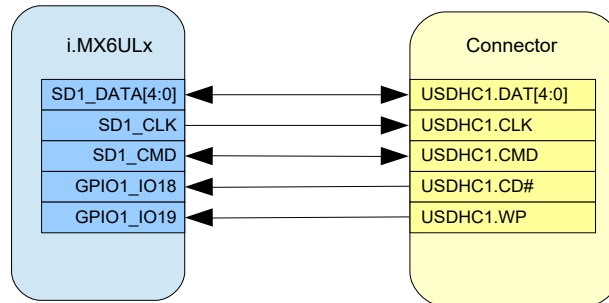 i.MX6ULx
Connector
SD1_DATA[4:0]
USDHC1.DAT[4:0]
SD1_CLK
USDHC1.CLK
SD1_CMD
USDHC1.CMD
GPIO1_IO18
USDHC1.CD#
GPIO1_IO19
USDHC1.WP